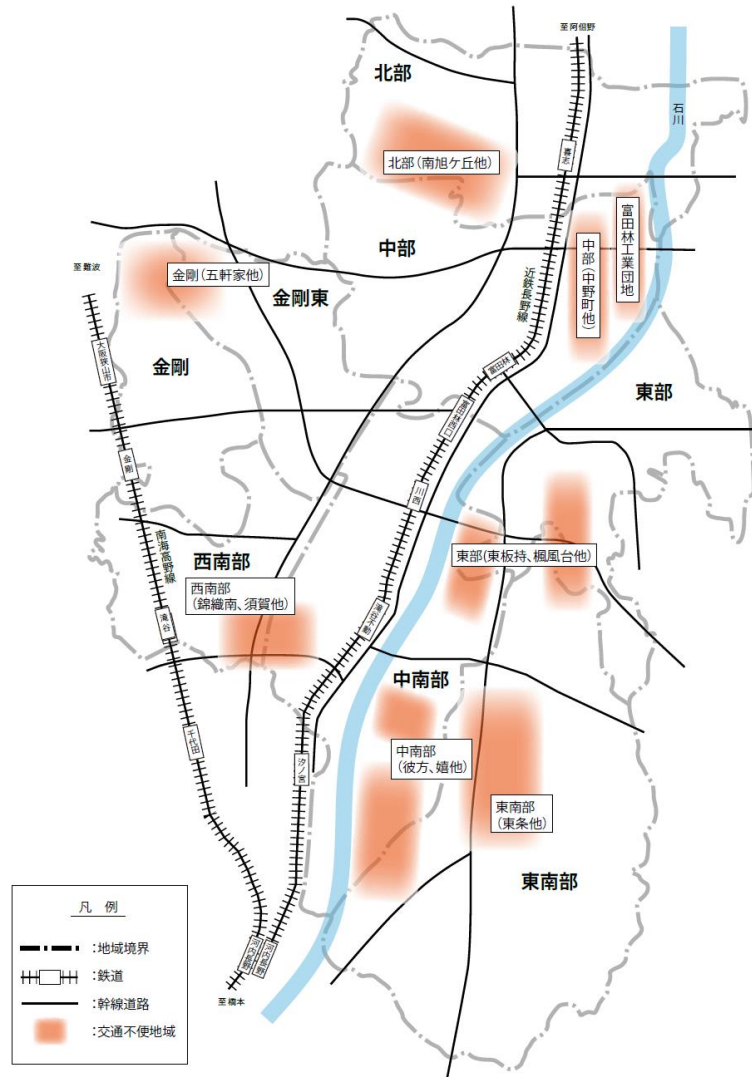 至阿倍野
北部
石川
喜志
北部(南旭ケ丘他)
富田林工業団地
中部(中野町他)
中部
金剛(五軒家他)
至難波
金剛東
近鉄長野線
金剛
大阪狭山市
富田林
東部
富田林西口
金剛
川西
南海高野線
西南部
東部(東板持、楓風台他)
西南部
(錦織南、須賀他)
滝谷
滝谷不動
中南部
千代田
中南部
(彼方、嬉他)
汐ノ宮
東南部
(東条他)
東南部
河内長野
河内長野
至橋本
凡 例
:地域境界
:鉄道
:幹線道路
:交通不便地域